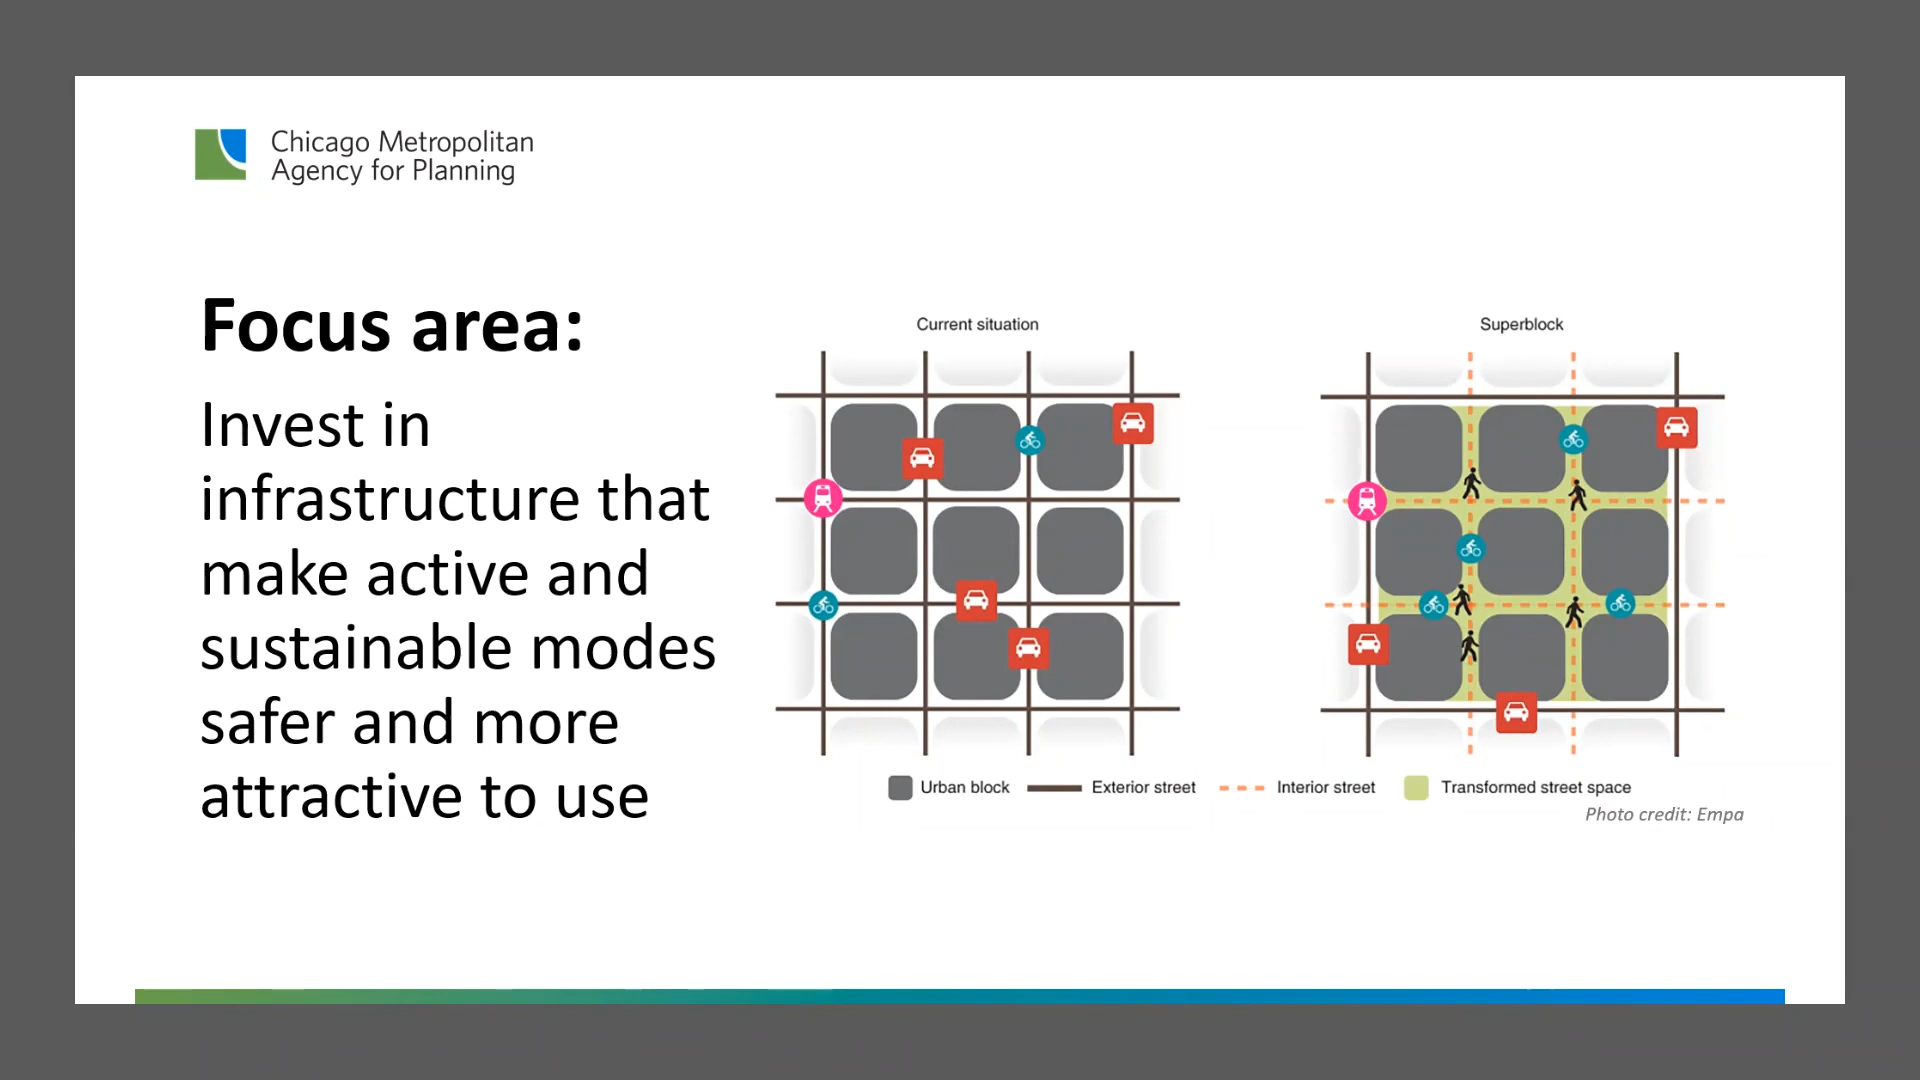 Chicago Metropolitan
Agency for Planning
Focus area:
Invest in
infrastructure that
make active and
sustainable modes
safer and more
attractive to use
Current situation
Superblock
Urban block
Exterior street
Interior street
Transformed street space
Photo credit: Empa